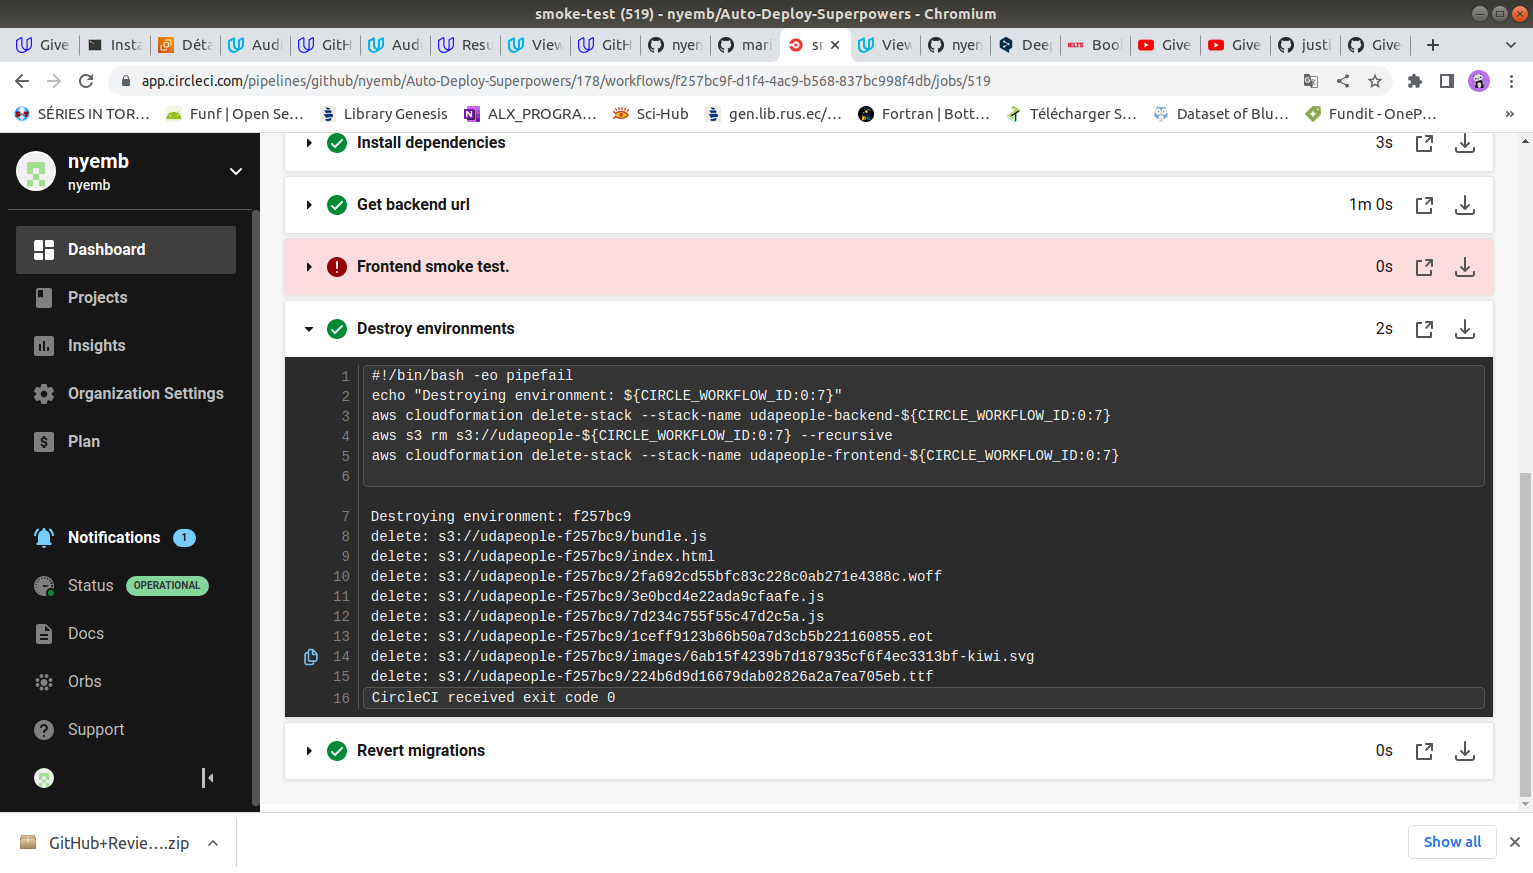 smoke-test (519) - nyemb/Auto-Deploy-Superpowers - Chromium
Give
Insta
Déta
Audi
GitH
Audi
Resu
View
GitH
nyem
mari
sm
View
nyem
Deep
IELTS
Boo
Give
Give
justi
Give
app.circleci.com/pipelines/github/nyemb/Auto-Deploy-Superpowers/178/workflows/f257bc9f-d1f4-4ac9-b568-837bc998f4db/jobs/519
SÉRIES IN TOR...
Funf | Open Se...
Library Genesis
ALX_PROGRA...
Sci-Hub
gen.lib.rus.ec/...
Fortran | Bott...
Télécharger S...
Dataset of Blu...
Fundit - OneP...
»
nyemb
nyemb
Dashboard
Projects
Insights
Organization Settings
Plan
Notifications 1
Status OPERATIONAL
Docs
Orbs
Support
Install dependencies 3s
Get backend url 1m 0s
Frontend smoke test. 0s
Destroy environments 2s
1 #!/bin/bash -eo pipefail
2 echo "Destroying environment: ${CIRCLE_WORKFLOW_ID:0:7}"
3 aws cloudformation delete-stack --stack-name udapeople-backend-${CIRCLE_WORKFLOW_ID:0:7}
4 aws s3 rm s3://udapeople-${CIRCLE_WORKFLOW_ID:0:7} --recursive
5 aws cloudformation delete-stack --stack-name udapeople-frontend-${CIRCLE_WORKFLOW_ID:0:7}
6
7 Destroying environment: f257bc9
8 delete: s3://udapeople-f257bc9/bundle.js
9 delete: s3://udapeople-f257bc9/index.html
10 delete: s3://udapeople-f257bc9/2fa692cd55bfc83c228c0ab271e4388c.woff
11 delete: s3://udapeople-f257bc9/3e0bcd4e22ada9cfaafe.js
12 delete: s3://udapeople-f257bc9/7d234c755f55c47d2c5a.js
13 delete: s3://udapeople-f257bc9/1ceff9123b66b50a7d3cb5b221160855.eot
14 delete: s3://udapeople-f257bc9/images/6ab15f4239b7d187935cf6f4ec3313bf-kiwi.svg
15 delete: s3://udapeople-f257bc9/224b6d9d16679dab02826a2a7ea705eb.ttf
16 CircleCI received exit code 0
Revert migrations 0s
GitHub+Revie....zip
Show all